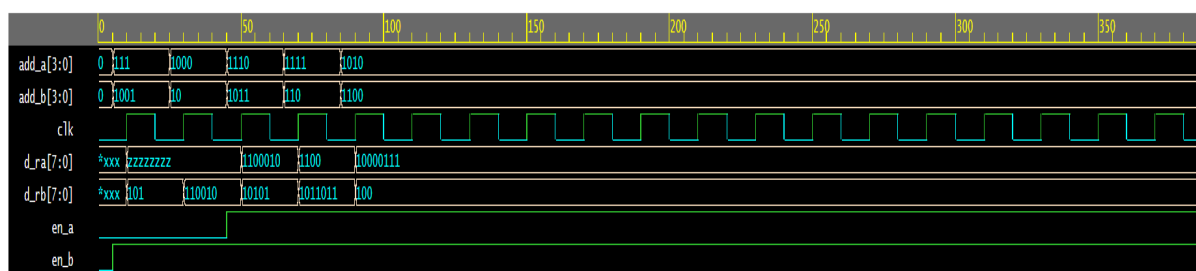 0 50 100 150 200 250 300 350
add_a[3:0] 0 111 1000 1110 1111 1010
add_b[3:0] 0 1001 10 1011 110 1100
clk
d_ra[7:0] *xxx zzzzzzzz 1100010 1100 10000111
d_rb[7:0] *xxx 101 110010 10101 1011011 100
en_a
en_b